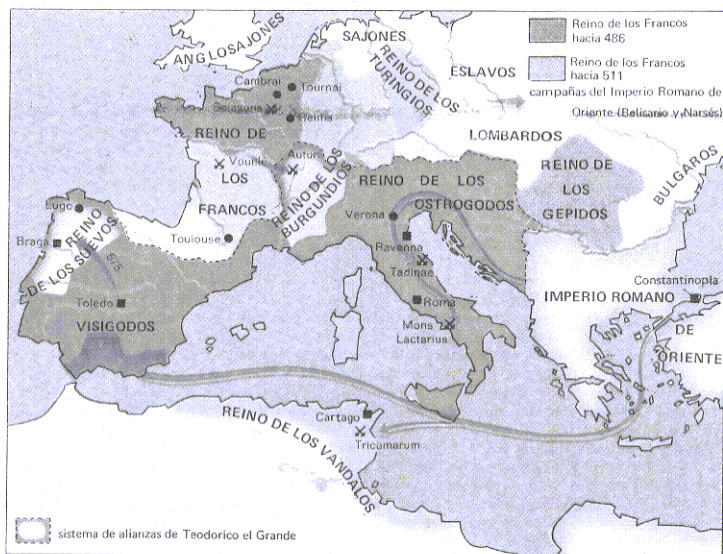 Reino de los Francos
hacia 486
Reino de los Francos
hacia 511
campañas del Imperio Romano de
Oriente (Belisario y Narsés)
ANGLOSAJONES
SAJONES
REINO DE LOS
TURINGIOS
ESLAVOS
Cambrai
Tournai
Soissons
Reims
REINO DE
LOS
FRANCOS
Vouillé
Autun
REINO DE LOS
BURGUNDIOS
LOMBARDOS
REINO
DE
LOS
GEPIDOS
BULGAROS
REINO DE LOS
OSTROGODOS
Verona
Ravenna
Tadinae
Roma
Mons
Lactarius
Lugo
REINO
DE LOS SUEVOS
Braga
575
Toulouse
Toledo
VISIGODOS
Constantinopla
IMPERIO ROMANO
DE
ORIENTE
Cartago
Tricamarum
REINO DE LOS VANDALOS
sistema de alianzas de Teodorico el Grande